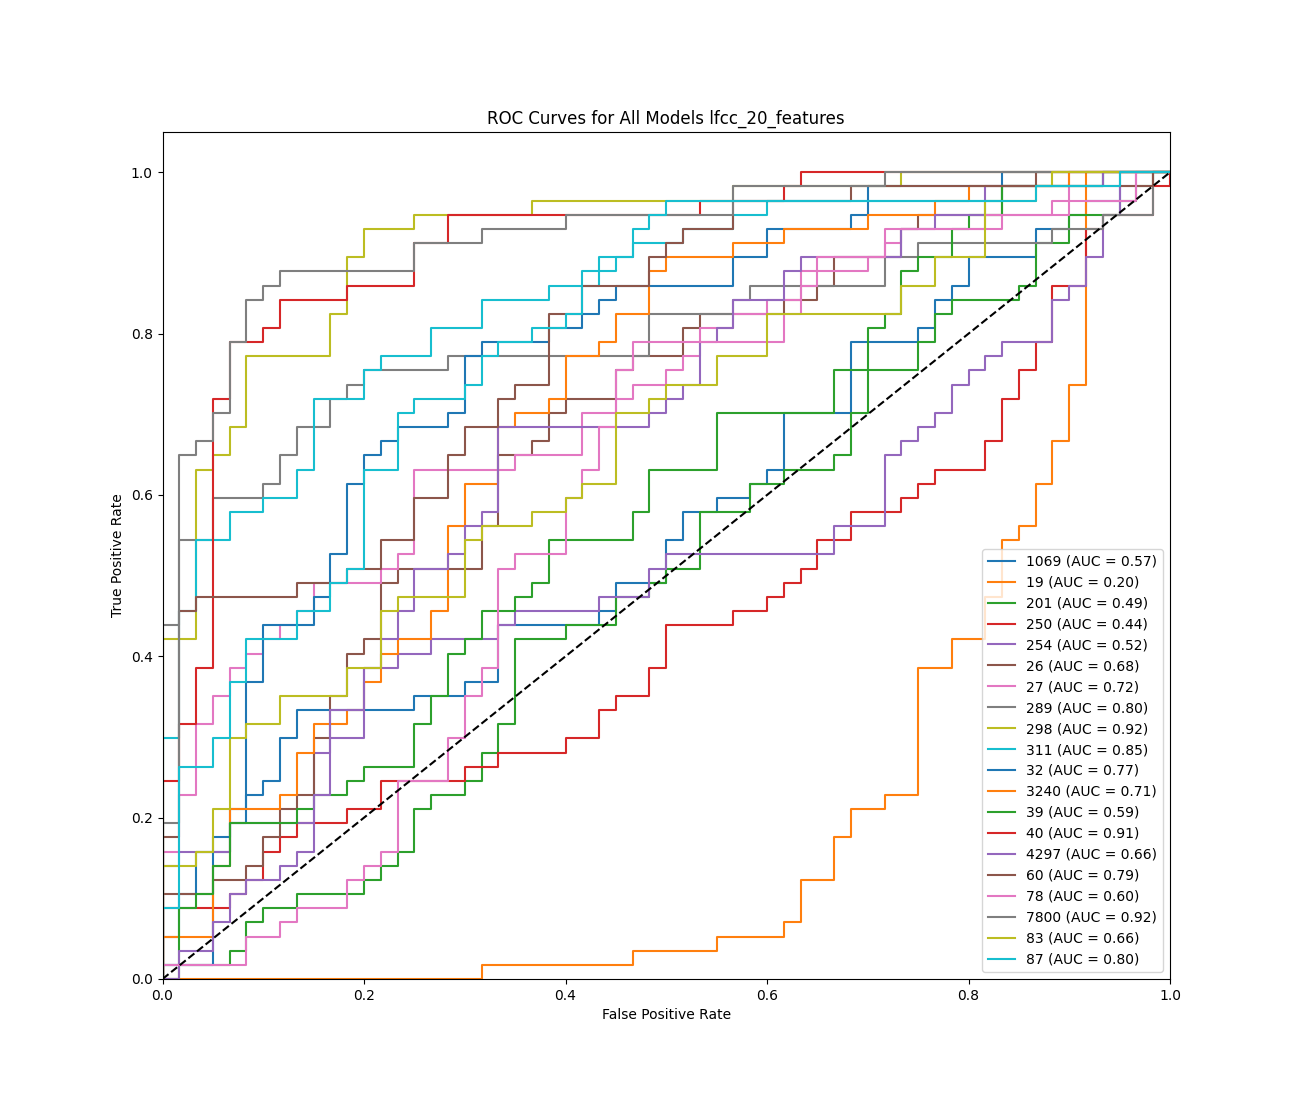 ROC Curves for All Models lfcc_20_features
True Positive Rate
1.0
0.8
0.6
0.4
0.2
0.0
0.0 0.2 0.4 0.6 0.8 1.0
False Positive Rate
1069 (AUC = 0.57)
19 (AUC = 0.20)
201 (AUC = 0.49)
250 (AUC = 0.44)
254 (AUC = 0.52)
26 (AUC = 0.68)
27 (AUC = 0.72)
289 (AUC = 0.80)
298 (AUC = 0.92)
311 (AUC = 0.85)
32 (AUC = 0.77)
3240 (AUC = 0.71)
39 (AUC = 0.59)
40 (AUC = 0.91)
4297 (AUC = 0.66)
60 (AUC = 0.79)
78 (AUC = 0.60)
7800 (AUC = 0.92)
83 (AUC = 0.66)
87 (AUC = 0.80)